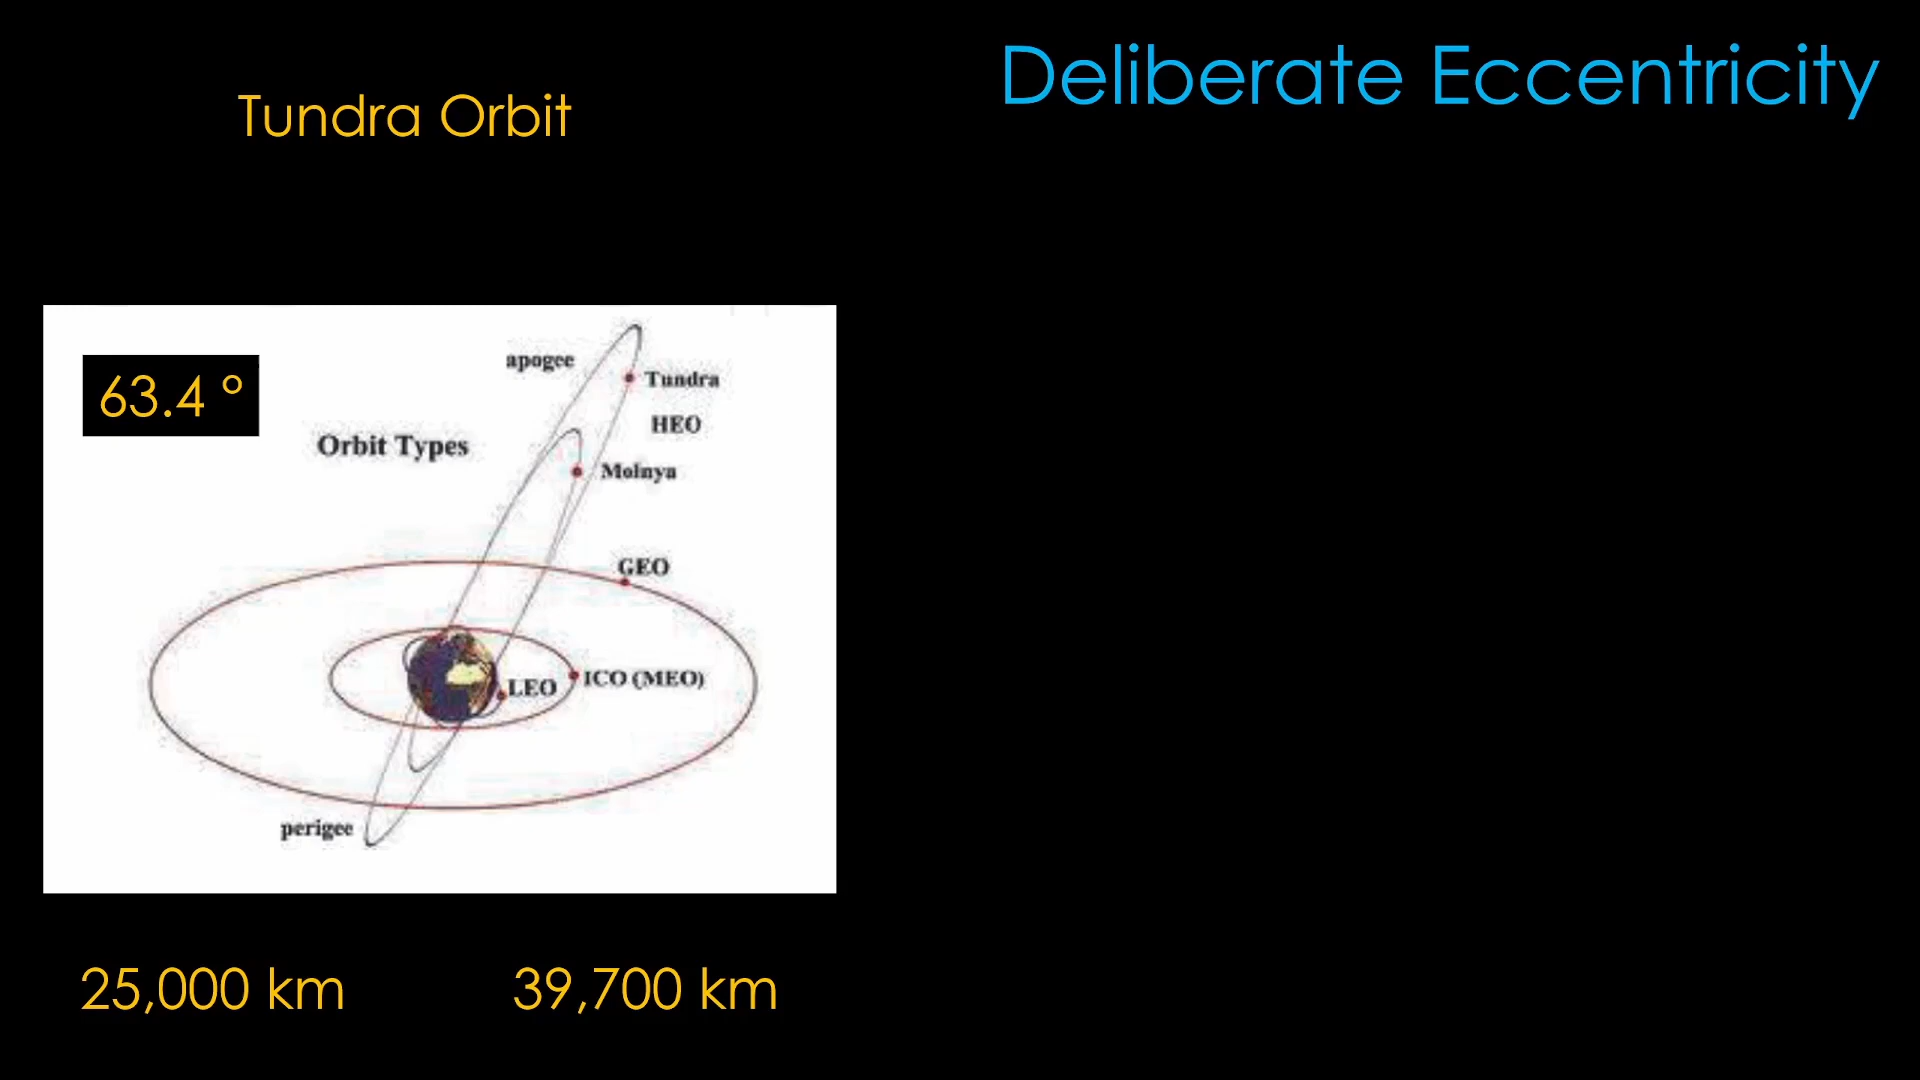 Deliberate Eccentricity
Tundra Orbit
63.4 °
apogee
Tundra
HEO
Orbit Types
Molnya
GEO
LEO
ICO (MEO)
perigee
25,000 km
39,700 km